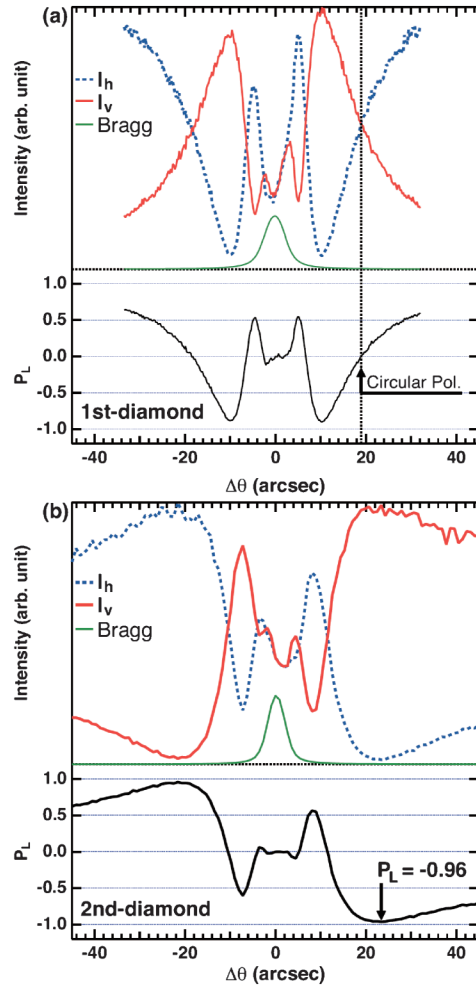 (a)
I_h
I_v
Bragg
Intensity (arb. unit)
1.0
0.5
0.0
-0.5
-1.0
P_L
Circular Pol.
1st-diamond
-40 -20 0 20 40
Δθ (arcsec)
(b)
I_h
I_v
Bragg
Intensity (arb. unit)
1.0
0.5
0.0
-0.5
-1.0
P_L
P_L = -0.96
2nd-diamond
-40 -20 0 20 40
Δθ (arcsec)